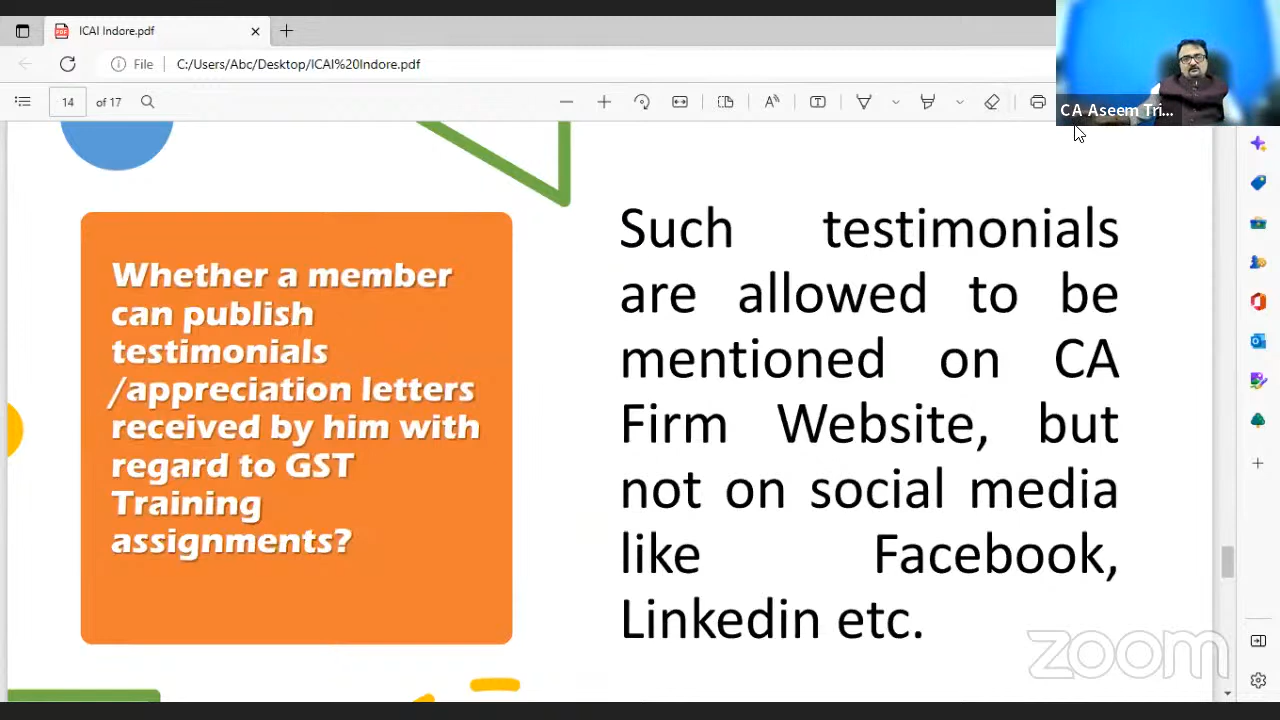 ICAI Indore.pdf
File
C:/Users/Abc/Desktop/ICAI%20Indore.pdf
14
of 17
CA Aseem Tri...
Whether a member
can publish
testimonials
/appreciation letters
received by him with
regard to GST
Training
assignments?
Such testimonials
are allowed to be
mentioned on CA
Firm Website, but
not on social media
like Facebook,
Linkedin etc.
zoom